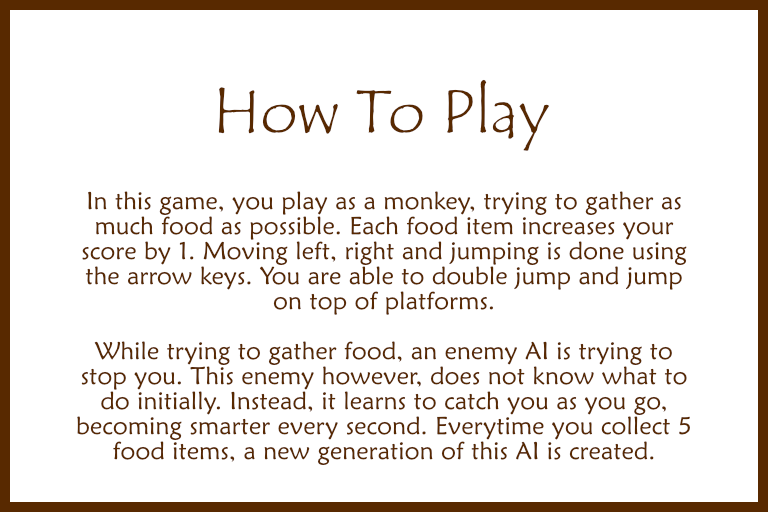 How To Play
In this game, you play as a monkey, trying to gather as
much food as possible. Each food item increases your
score by 1. Moving left, right and jumping is done using
the arrow keys. You are able to double jump and jump
on top of platforms.
While trying to gather food, an enemy AI is trying to
stop you. This enemy however, does not know what to
do initially. Instead, it learns to catch you as you go,
becoming smarter every second. Everytime you collect 5
food items, a new generation of this AI is created.